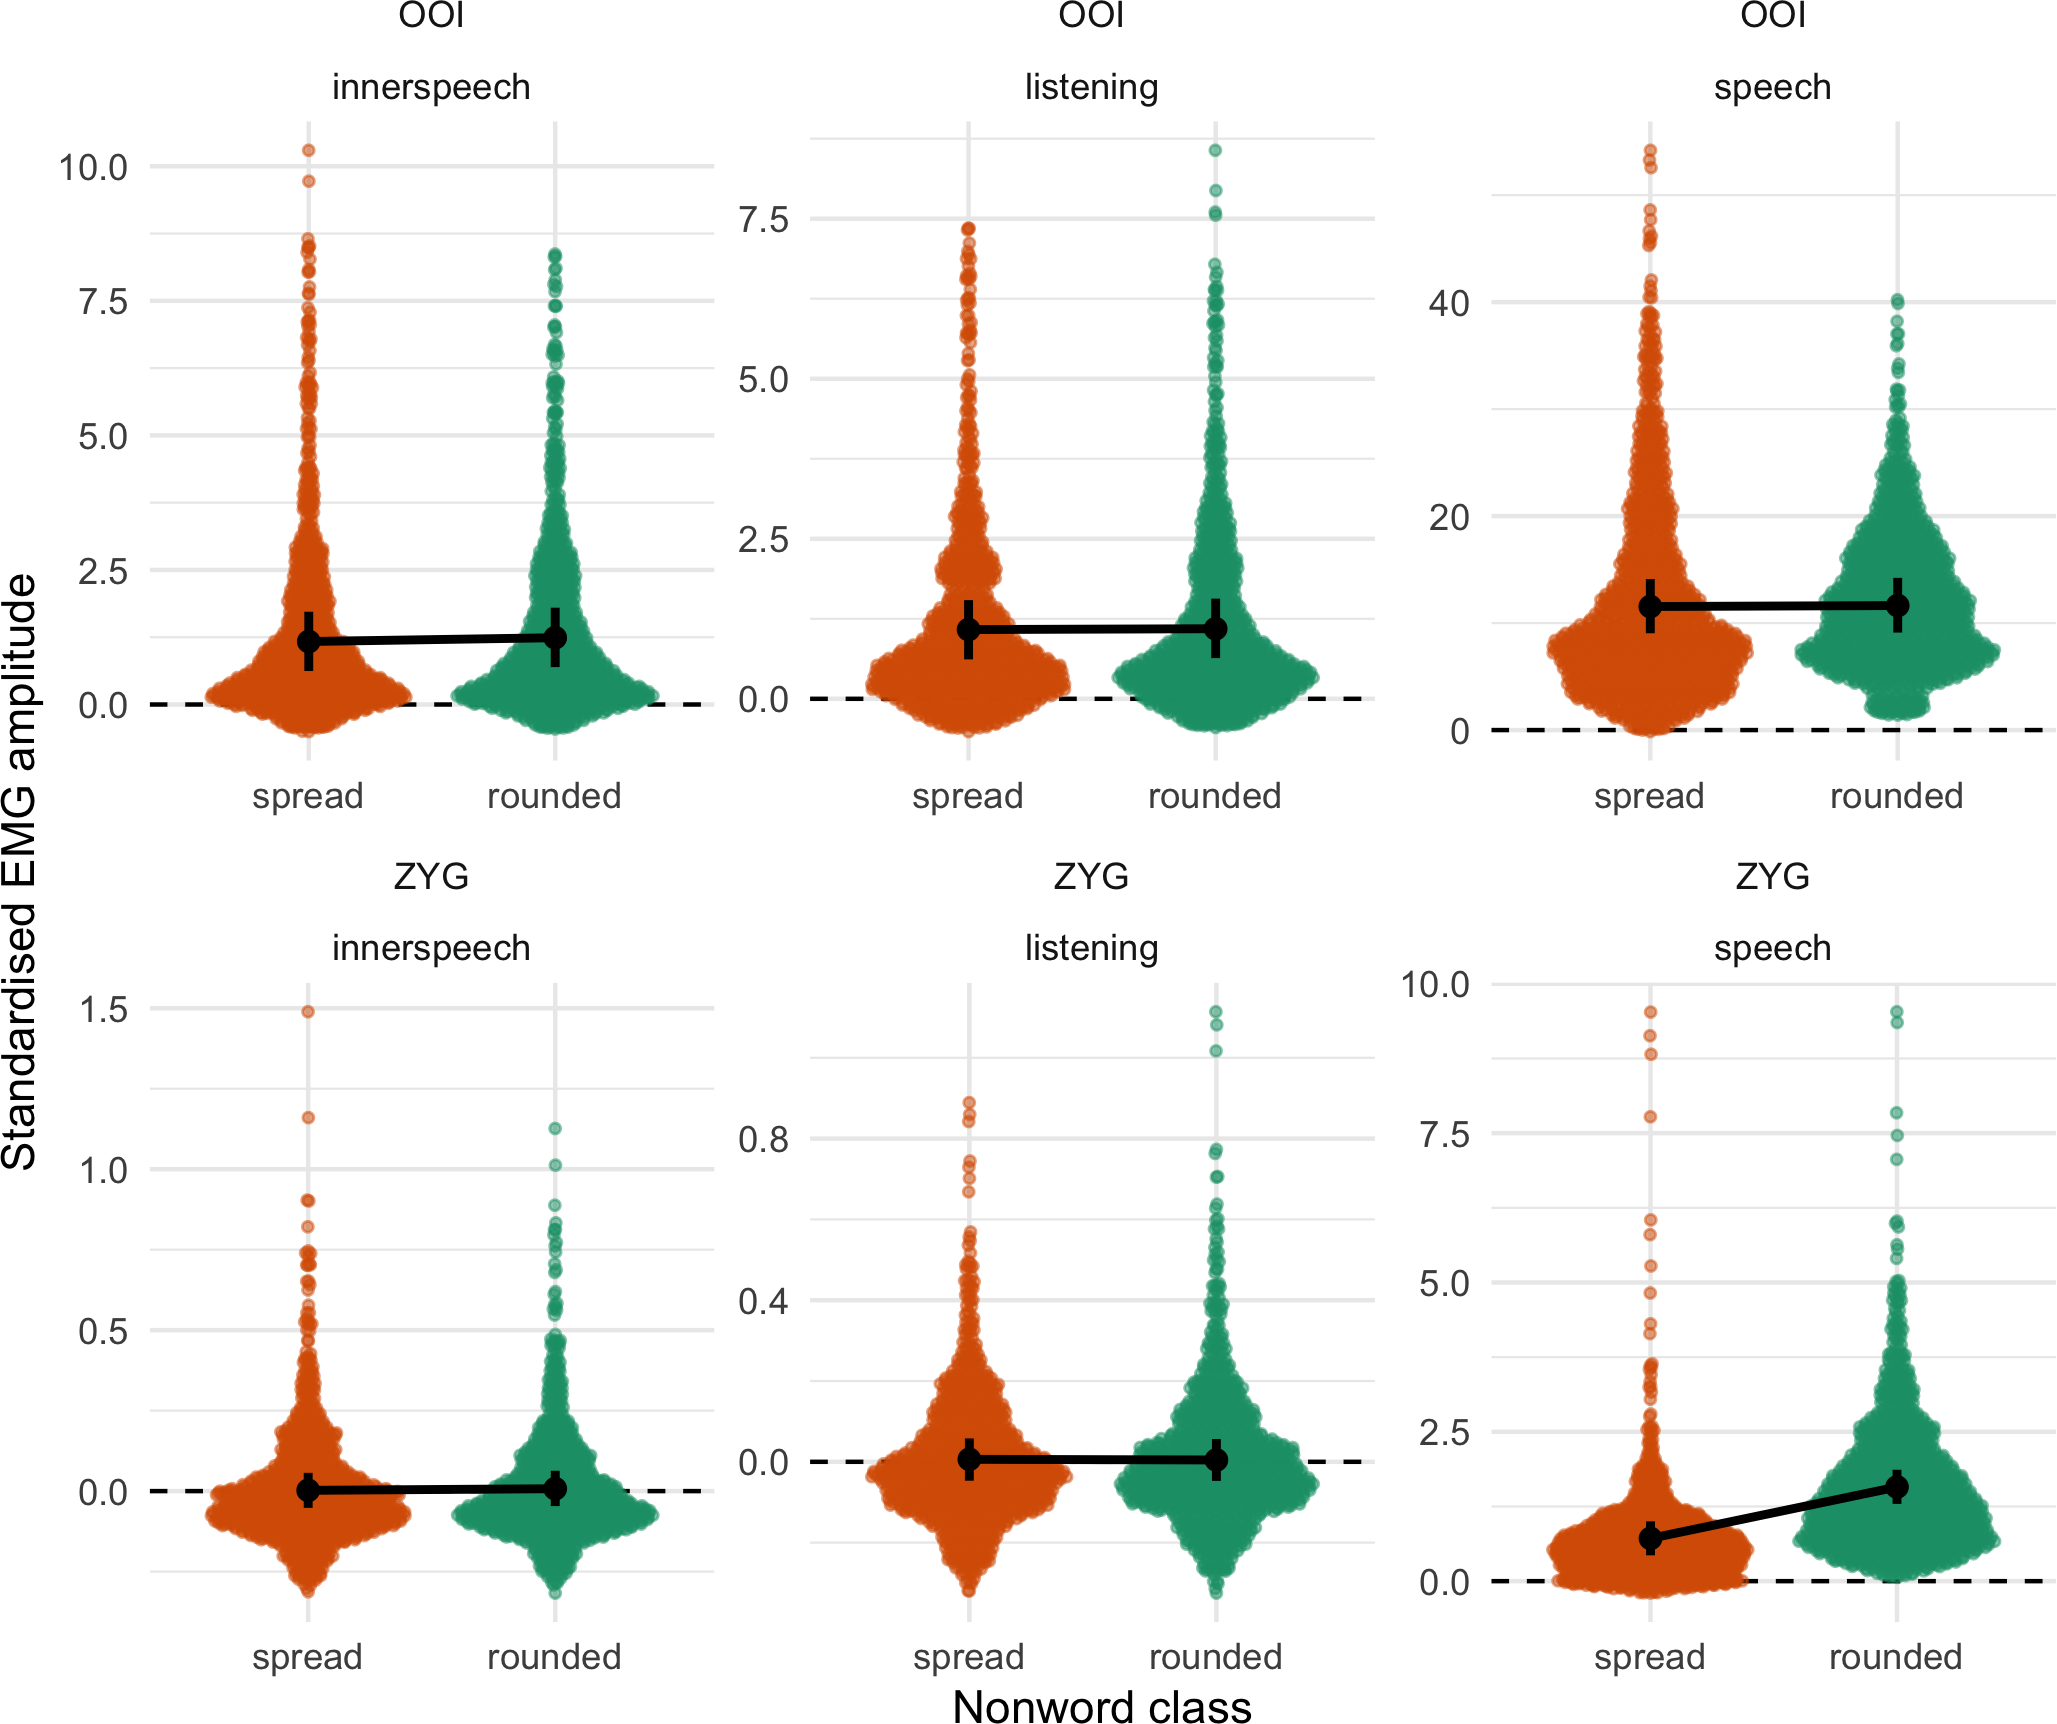 OOI
OOI
OOI
innerspeech
listening
speech
10.0
7.5
5.0
2.5
0.0
7.5
5.0
2.5
0.0
40
20
0
spread
rounded
spread
rounded
spread
rounded
Standardised EMG amplitude
ZYG
ZYG
ZYG
innerspeech
listening
speech
1.5
1.0
0.5
0.0
0.8
0.4
0.0
10.0
7.5
5.0
2.5
0.0
spread
rounded
spread
rounded
spread
rounded
Nonword class